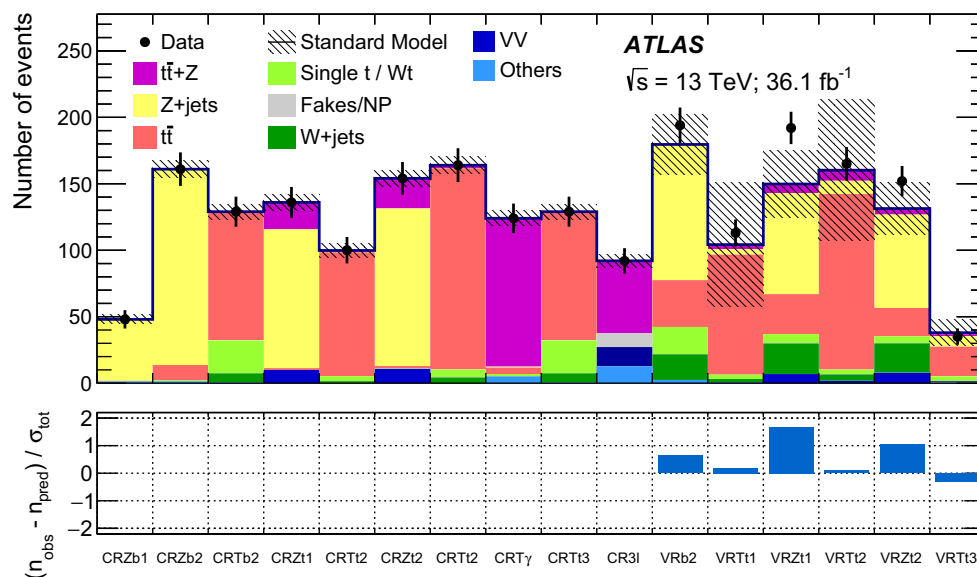 Number of events
250
200
150
100
50
0
Data
tt̄+Z
Z+jets
tt̄
Standard Model
Single t / Wt
Fakes/NP
W+jets
VV
Others
ATLAS
√s = 13 TeV; 36.1 fb⁻¹
(n_obs - n_pred) / σ_tot
2
1
0
−1
−2
CRZb1 CRZb2 CRTb2 CRZt1 CRTt2 CRZt2 CRTt2 CRTγ CRTt3 CR3l VRb2 VRTt1 VRZt1 VRTt2 VRZt2 VRTt3